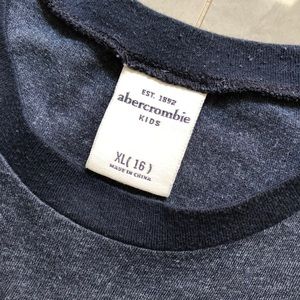 EST. 1892
abercrombie
KIDS
XL( 16 )
MADE IN CHINA